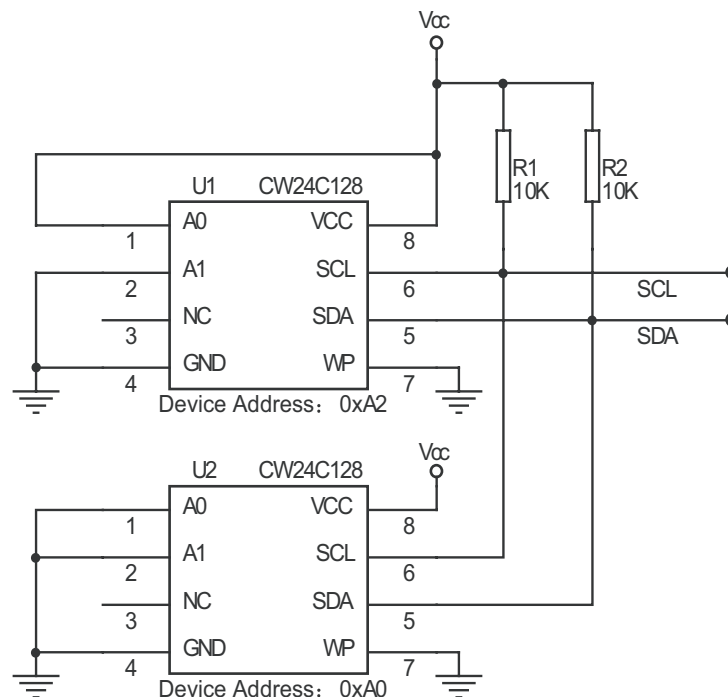 Vcc
U1 CW24C128
R1
10K
R2
10K
A0 VCC
1 8
A1 SCL
2 6
SCL
NC SDA
3 5
SDA
GND WP
4 7
Device Address： 0xA2
Vcc
U2 CW24C128
A0 VCC
1 8
A1 SCL
2 6
NC SDA
3 5
GND WP
4 7
Device Address： 0xA0